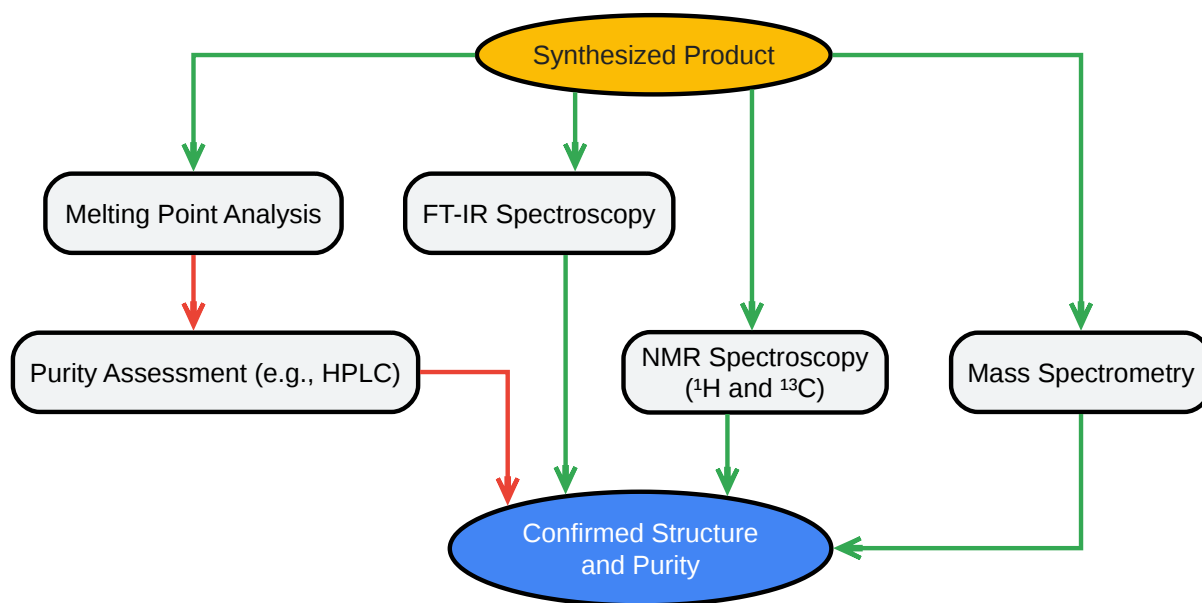 Synthesized Product
Melting Point Analysis
FT-IR Spectroscopy
Purity Assessment (e.g., HPLC)
NMR Spectroscopy
(¹H and ¹³C)
Mass Spectrometry
Confirmed Structure
and Purity